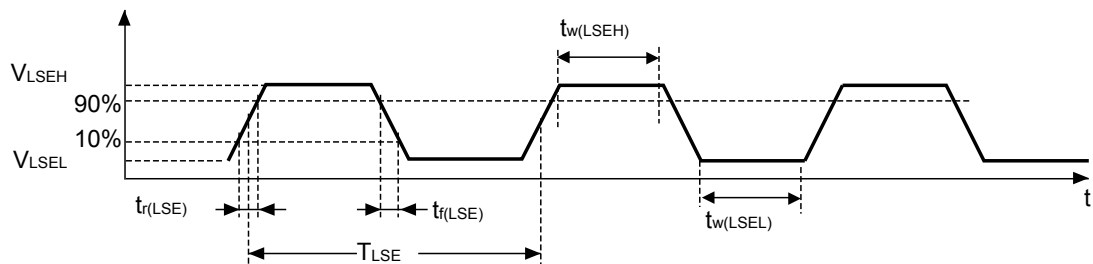 tw(LSEH)
VLSEH
90%
10%
VLSEL
t
tr(LSE)
tf(LSE)
tw(LSEL)
TLSE